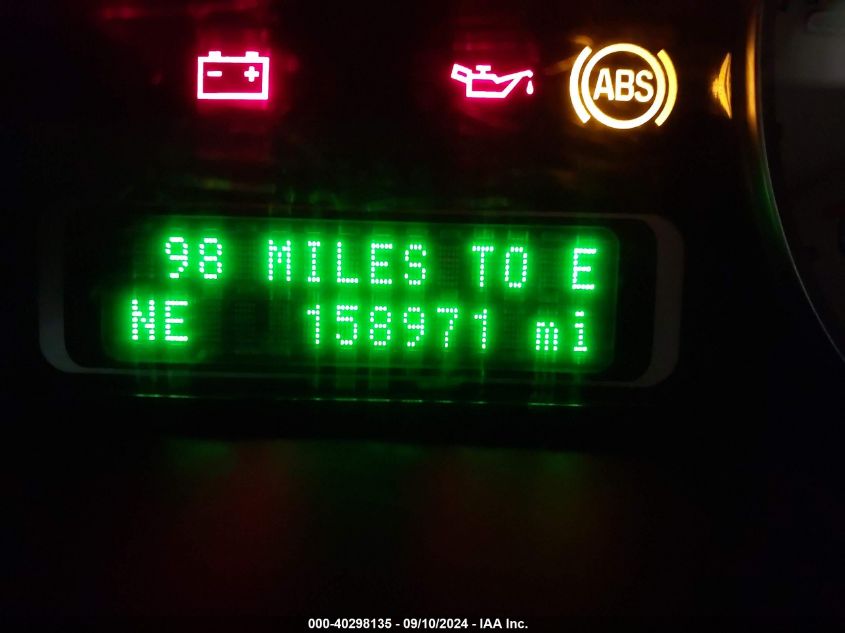 ABS
98 MILES TO E
NE 158971 mi
000-40298135 - 09/10/2024 - IAA Inc.